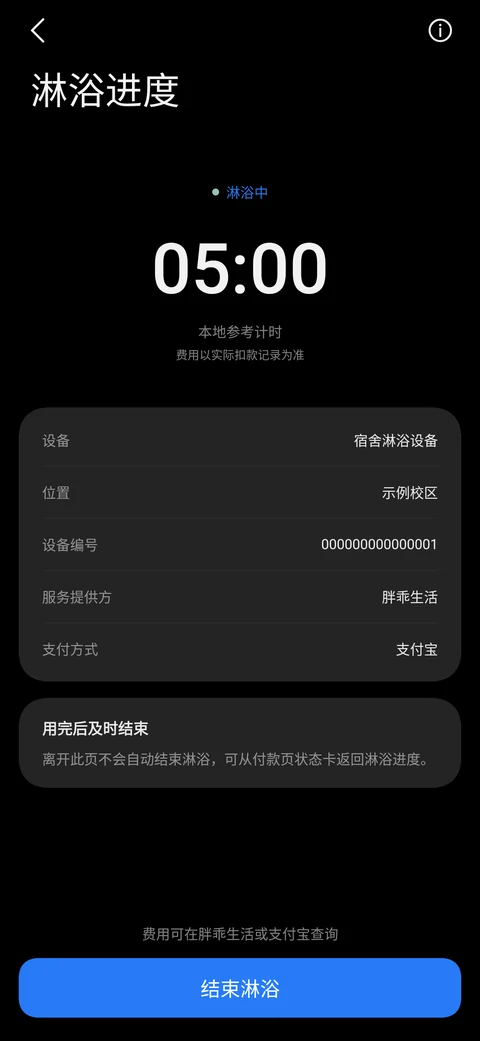 淋浴进度
淋浴中
05:00
本地参考计时
费用以实际扣款记录为准
设备 宿舍淋浴设备
位置 示例校区
设备编号 000000000000001
服务提供方 胖乖生活
支付方式 支付宝
用完后及时结束
离开此页不会自动结束淋浴，可从付款页状态卡返回淋浴进度。
费用可在胖乖生活或支付宝查询
结束淋浴